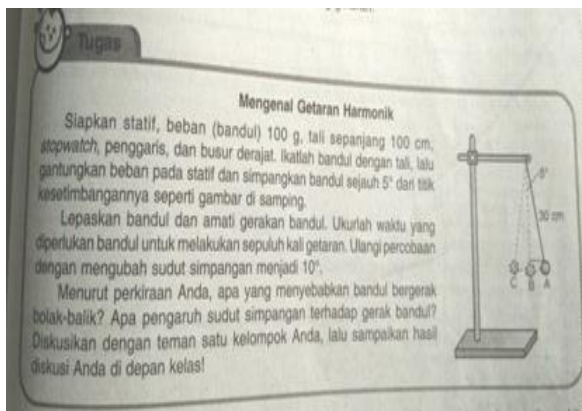 Tugas
Mengenal Getaran Harmonik
Siapkan statif, beban (bandul) 100 g, tali sepanjang 100 cm,
stopwatch, penggaris, dan busur derajat. Ikatlah bandul dengan tali, lalu
gantungkan beban pada statif dan simpangkan bandul sejauh 5° dari titik
kesetimbangannya seperti gambar di samping.
Lepaskan bandul dan amati gerakan bandul. Ukurlah waktu yang
diperlukan bandul untuk melakukan sepuluh kali getaran. Ulangi percobaan
dengan mengubah sudut simpangan menjadi 10°.
Menurut perkiraan Anda, apa yang menyebabkan bandul bergerak
bolak-balik? Apa pengaruh sudut simpangan terhadap gerak bandul?
Diskusikan dengan teman satu kelompok Anda, lalu sampaikan hasil
diskusi Anda di depan kelas!
5°
30 cm
C B A